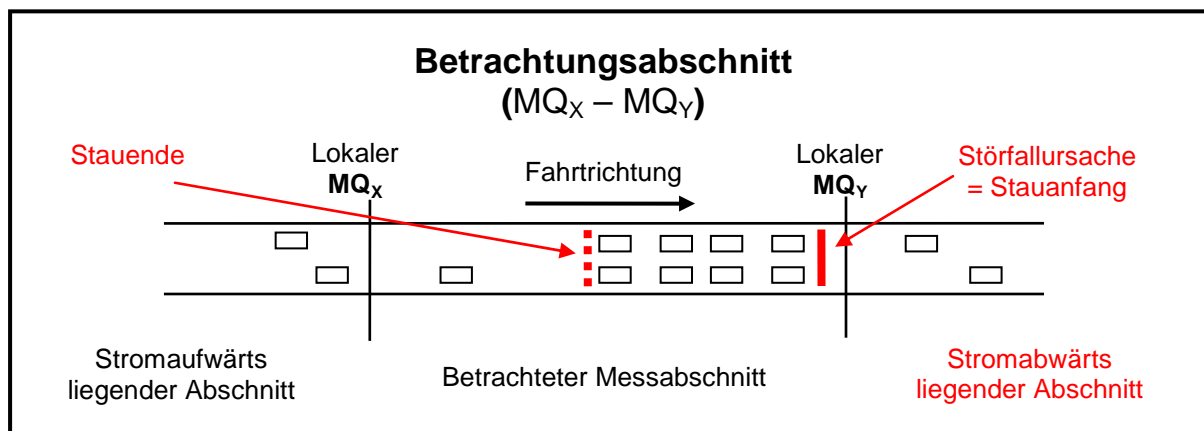 Betrachtungsabschnitt
(MQX – MQY)
Stauende
Lokaler
MQX
Fahrtrichtung
Lokaler
MQY
Störfallursache
= Stauanfang
Stromaufwärts
liegender Abschnitt
Betrachteter Messabschnitt
Stromabwärts
liegender Abschnitt